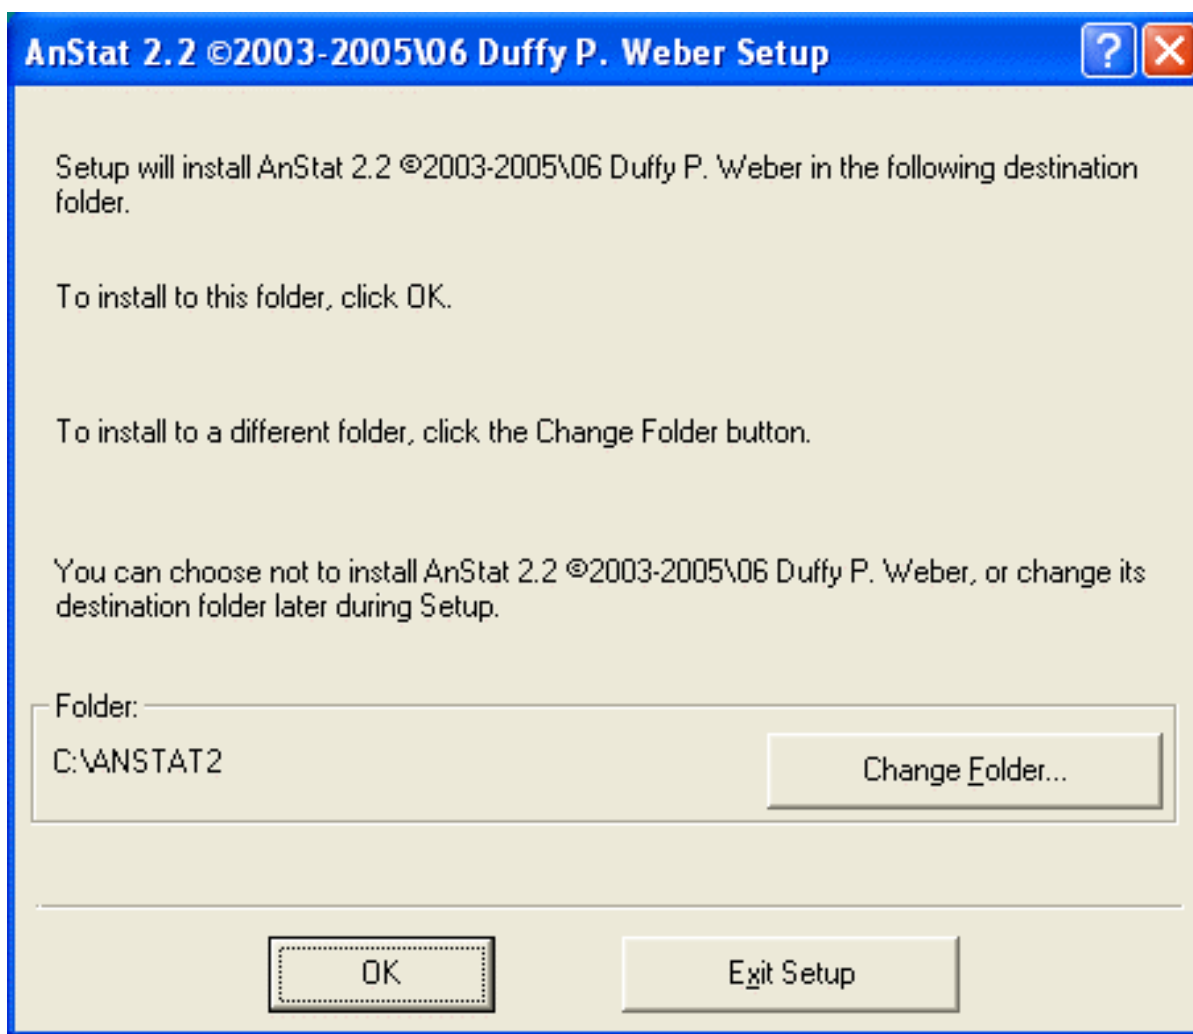 AnStat 2.2 ©2003-2005\06 Duffy P. Weber Setup
Setup will install AnStat 2.2 ©2003-2005\06 Duffy P. Weber in the following destination
folder.
To install to this folder, click OK.
To install to a different folder, click the Change Folder button.
You can choose not to install AnStat 2.2 ©2003-2005\06 Duffy P. Weber, or change its
destination folder later during Setup.
Folder:
C:\ANSTAT2
Change Folder...
OK
Exit Setup